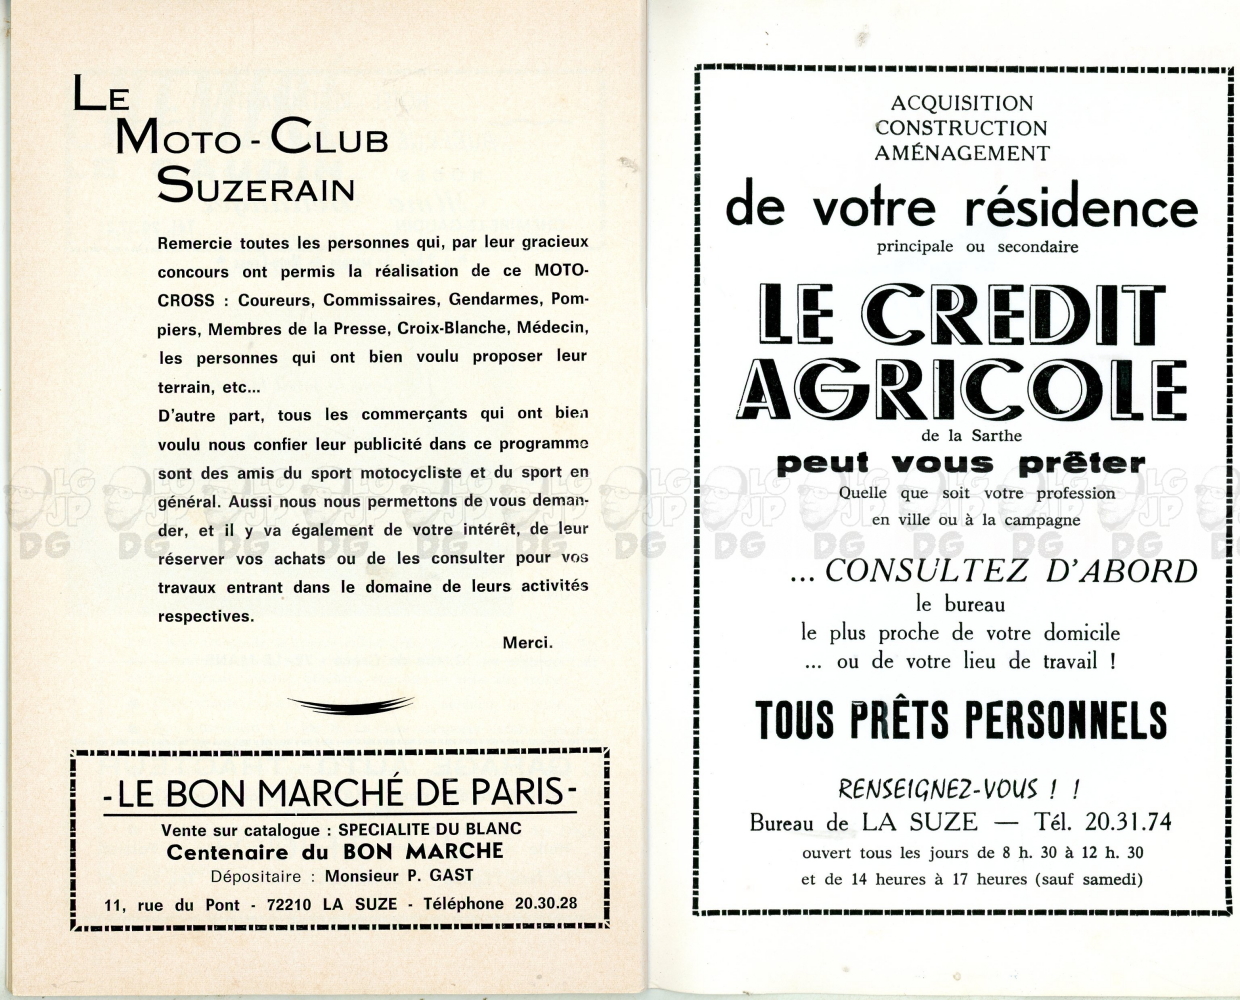 LE
MOTO - CLUB
SUZERAIN
Remercie toutes les personnes qui, par leur gracieux
concours ont permis la réalisation de ce MOTO-
CROSS : Coureurs, Commissaires, Gendarmes, Pom-
piers, Membres de la Presse, Croix-Blanche, Médecin,
les personnes qui ont bien voulu proposer leur
terrain, etc...
D'autre part, tous les commerçants qui ont bien
voulu nous confier leur publicité dans ce programme
sont des amis du sport motocycliste et du sport en
général. Aussi nous nous permettons de vous deman-
der, et il y va également de votre intérêt, de leur
réserver vos achats ou de les consulter pour vos
travaux entrant dans le domaine de leurs activités
respectives.
Merci.
- LE BON MARCHÉ DE PARIS -
Vente sur catalogue : SPECIALITE DU BLANC
Centenaire du BON MARCHE
Dépositaire : Monsieur P. GAST
11, rue du Pont - 72210 LA SUZE - Téléphone 20.30.28
ACQUISITION
CONSTRUCTION
AMÉNAGEMENT
de votre résidence
principale ou secondaire
LE CREDIT
AGRICOLE
de la Sarthe
peut vous prêter
Quelle que soit votre profession
en ville ou à la campagne
... CONSULTEZ D'ABORD
le bureau
le plus proche de votre domicile
... ou de votre lieu de travail !
TOUS PRÊTS PERSONNELS
RENSEIGNEZ-VOUS ! !
Bureau de LA SUZE — Tél. 20.31.74
ouvert tous les jours de 8 h. 30 à 12 h. 30
et de 14 heures à 17 heures (sauf samedi)
LG
JP
DG